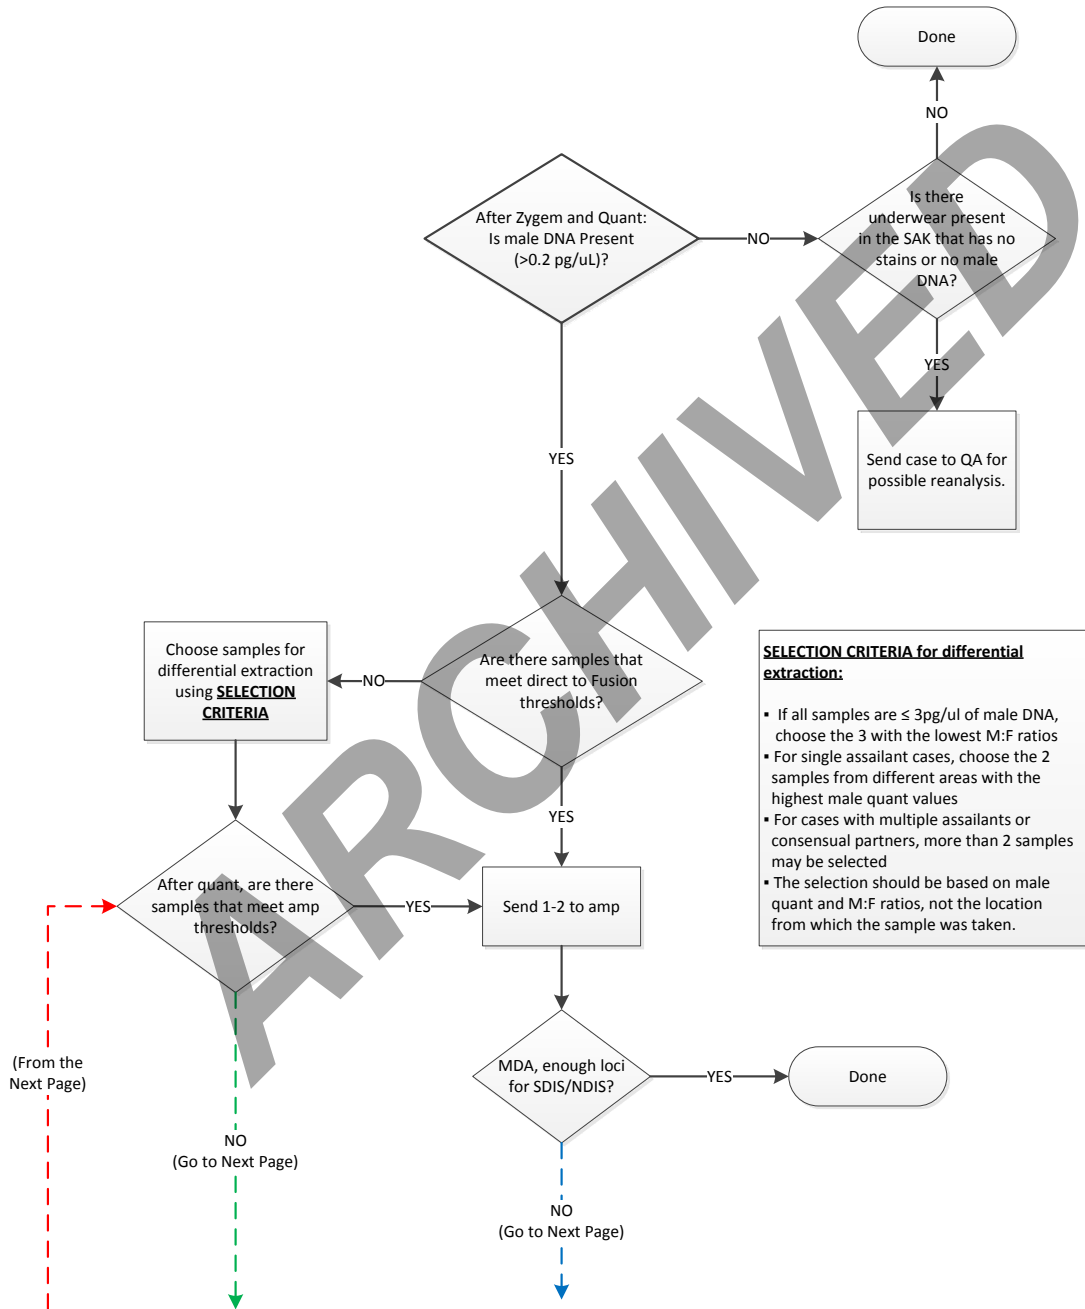 Done
NO
After Zygem and Quant:
Is male DNA Present
(>0.2 pg/uL)?
NO
Is there
underwear present
in the SAK that has no
stains or no male
DNA?
YES
Send case to QA for
possible reanalysis.
YES
Choose samples for
differential extraction
using SELECTION
CRITERIA
NO
Are there samples that
meet direct to Fusion
thresholds?
SELECTION CRITERIA for differential
extraction:
▪ If all samples are ≤ 3pg/ul of male DNA,
choose the 3 with the lowest M:F ratios
▪ For single assailant cases, choose the 2
samples from different areas with the
highest male quant values
▪ For cases with multiple assailants or
consensual partners, more than 2 samples
may be selected
▪ The selection should be based on male
quant and M:F ratios, not the location
from which the sample was taken.
YES
After quant, are there
samples that meet amp
thresholds?
YES
Send 1-2 to amp
(From the
Next Page)
MDA, enough loci
for SDIS/NDIS?
YES
Done
NO
(Go to Next Page)
NO
(Go to Next Page)
ARCHIVED